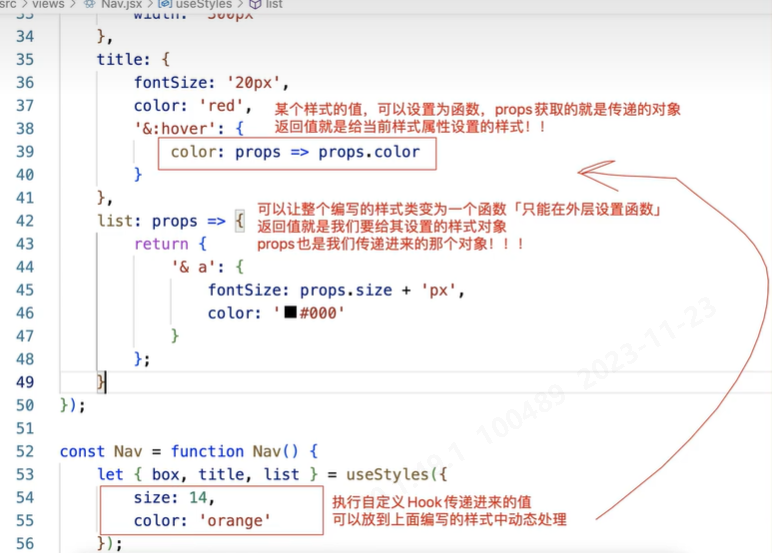 src > views > Nav.jsx > useStyles > list
33 width: '300px'
34 },
35 title: {
36 fontSize: '20px',
37 color: 'red', 某个样式的值，可以设置为函数，props获取的就是传递的对象
38 '&:hover': { 返回值就是给当前样式属性设置的样式！！
39 color: props => props.color
40 }
41 },
42 list: props => { 可以让整个编写的样式类变为一个函数「只能在外层设置函数」
返回值就是我们要给其设置的样式对象
43 return { props也是我们传递进来的那个对象！！！
44 '& a': {
45 fontSize: props.size + 'px',
46 color: '#000'
47 }
48 };
49 }
50 });
51
52 const Nav = function Nav() {
53 let { box, title, list } = useStyles({
54 size: 14, 执行自定义Hook传递进来的值
55 color: 'orange' 可以放到上面编写的样式中动态处理
56 });
100489 2023-11-23